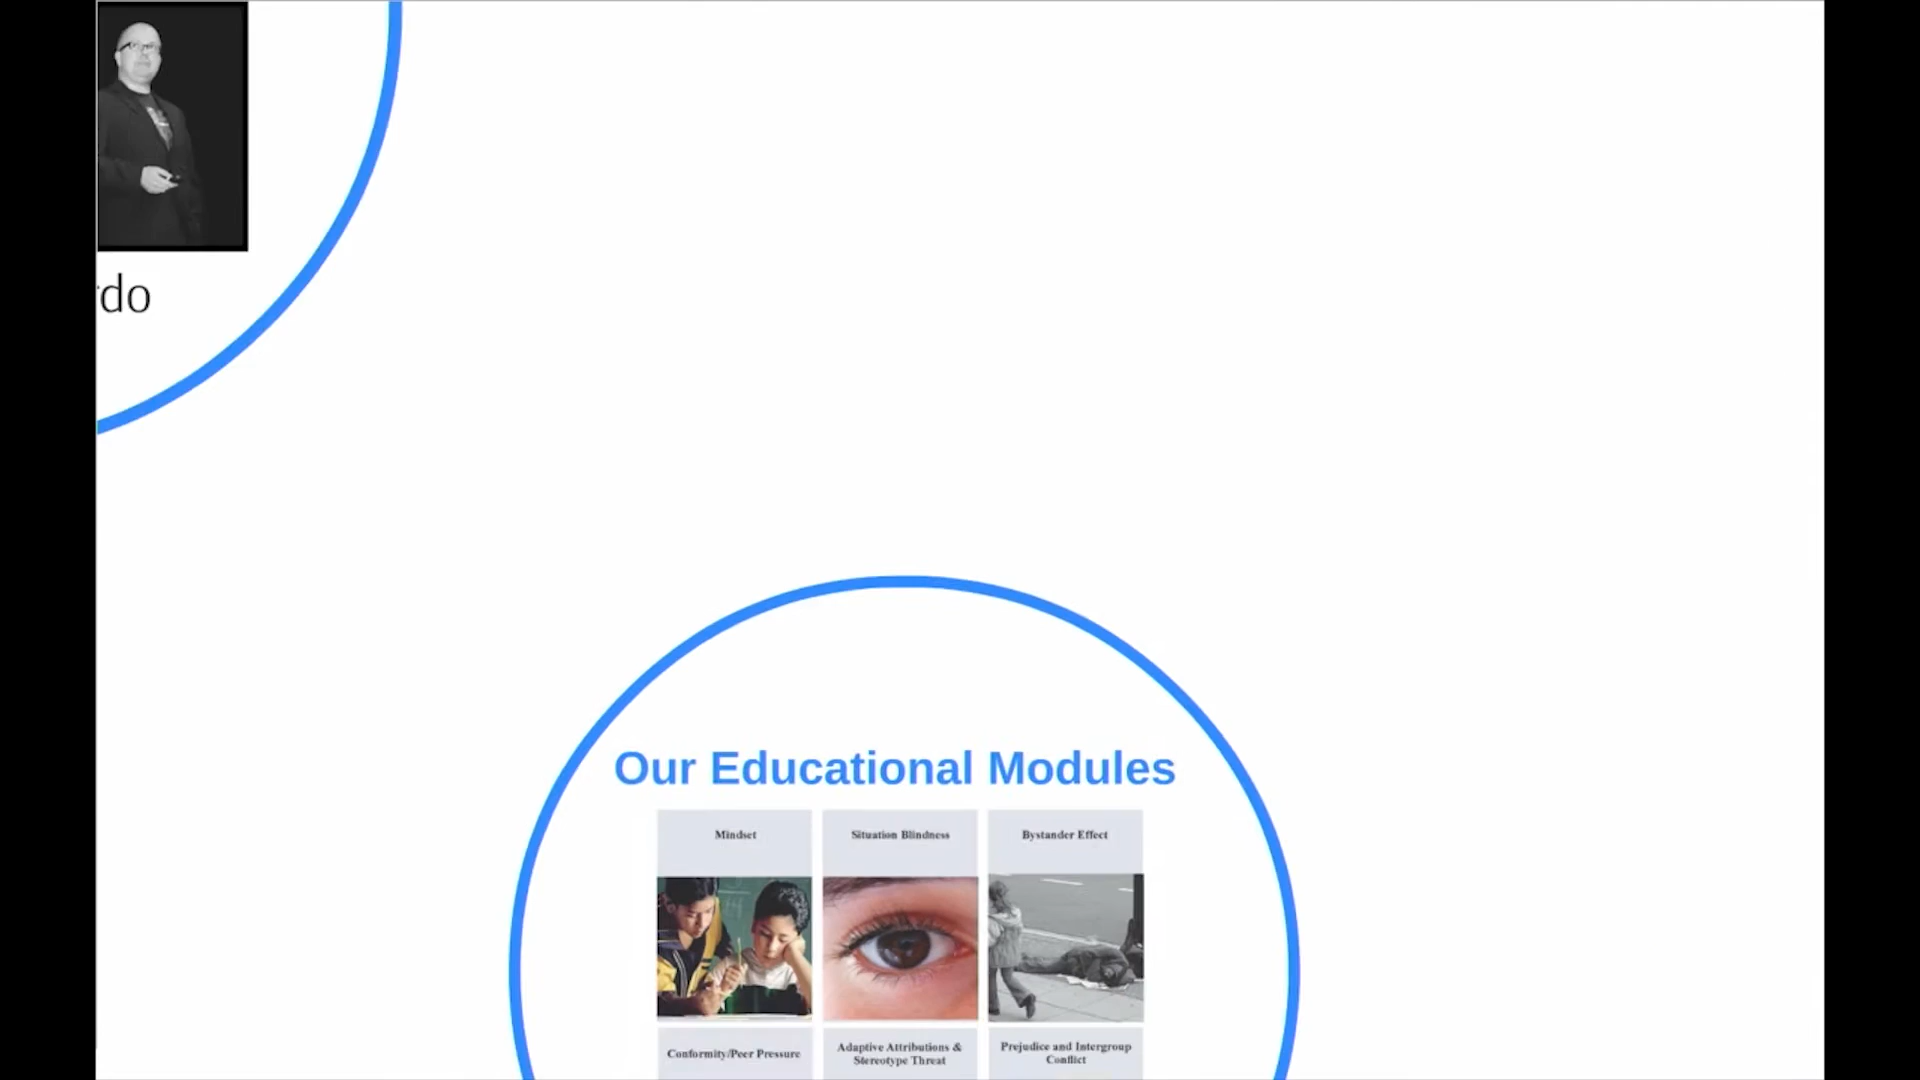 do
Our Educational Modules
Mindset
Situation Blindness
Bystander Effect
Conformity/Peer Pressure
Adaptive Attributions &
Stereotype Threat
Prejudice and Intergroup
Conflict